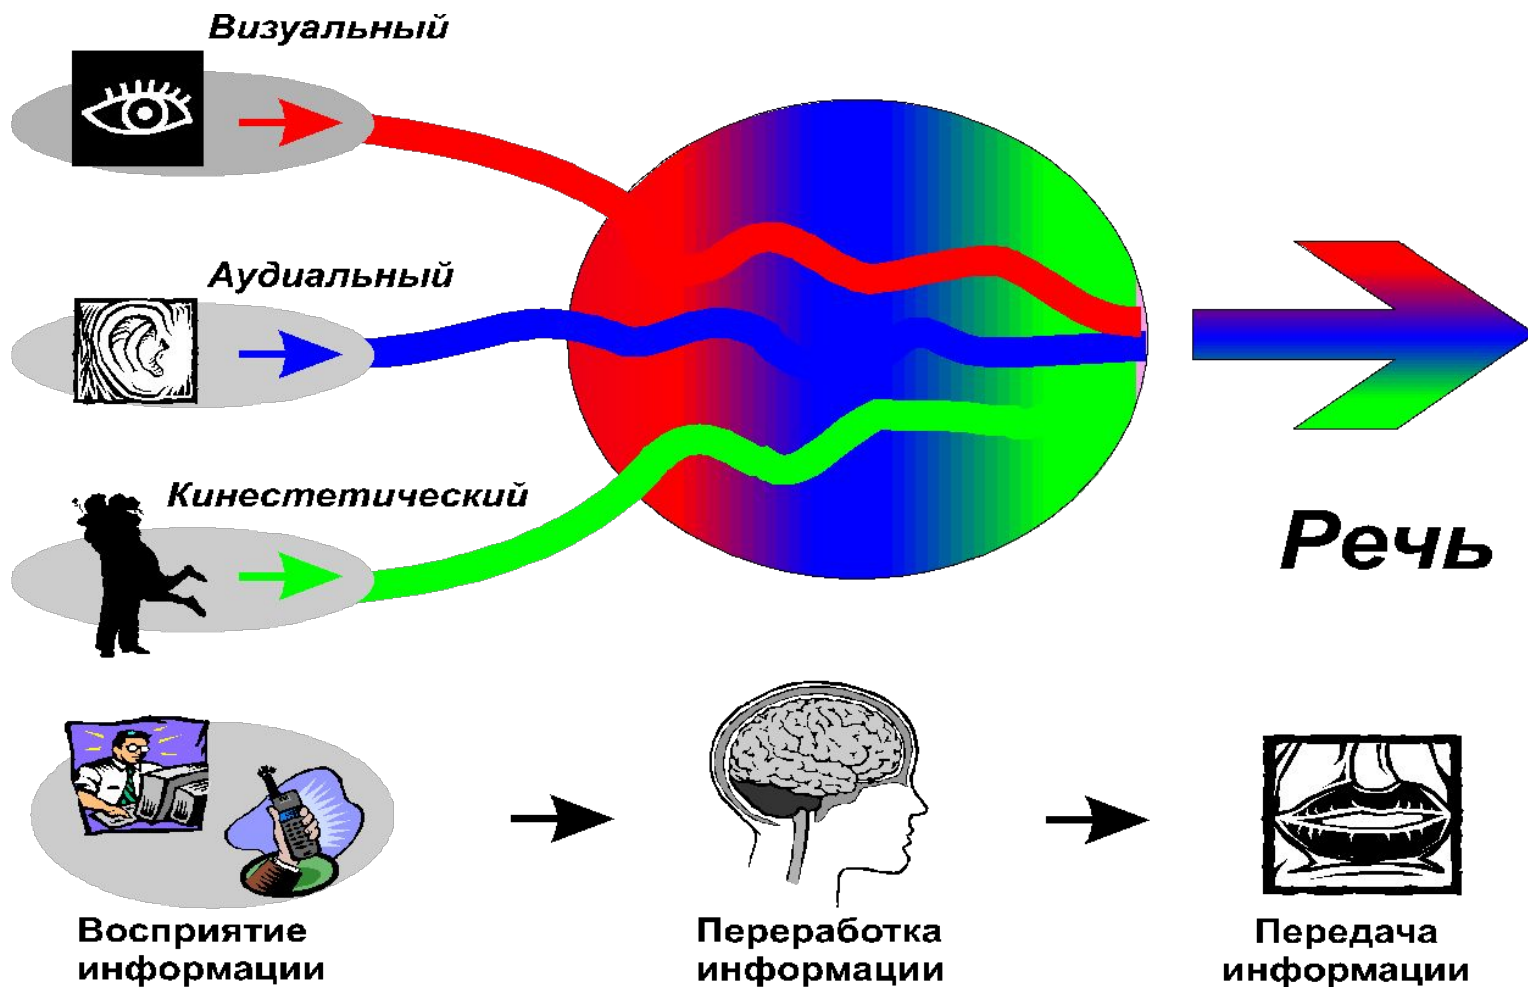 Визуальный
Аудиальный
Кинестетический
Речь
Восприятие
информации
Переработка
информации
Передача
информации